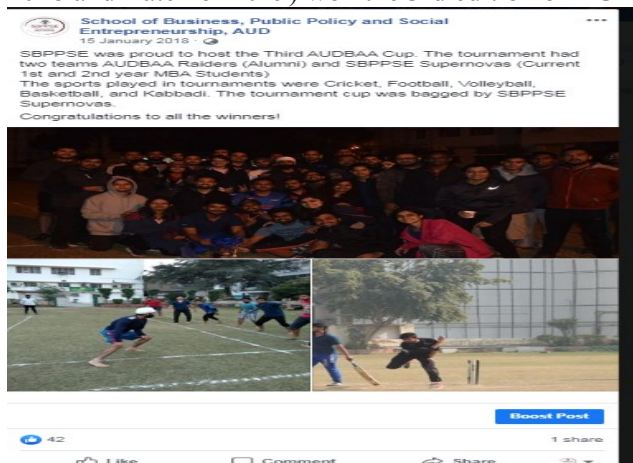 School of Business, Public Policy and Social
Entrepreneurship, AUD
15 January 2018 ·
SBPPSE was proud to host the Third AUDBAA Cup. The tournament had
two teams AUDBAA Raiders (Alumni) and SBPPSE Supernovas (Current
1st and 2nd year MBA Students)
The sports played in tournaments were Cricket, Football, Volleyball,
Basketball, and Kabbadi. The tournament cup was bagged by SBPPSE
Supernovas.
Congratulations to all the winners!
Boost Post
42
1 share
Like
Comment
Share